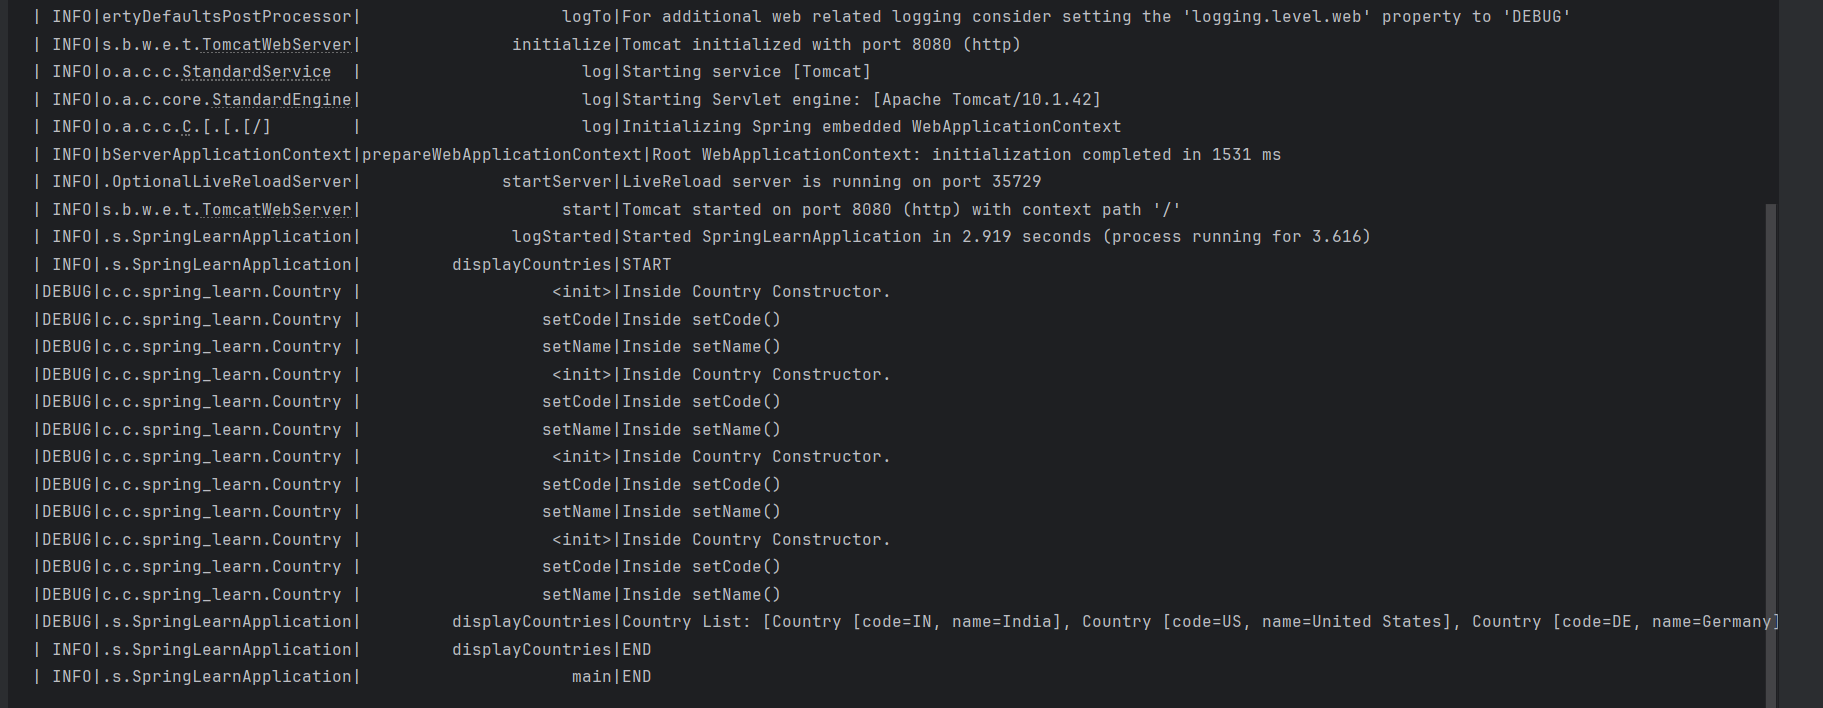 | INFO|ertyDefaultsPostProcessor|                    logTo|For additional web related logging consider setting the 'logging.level.web' property to 'DEBUG'
| INFO|s.b.w.e.t.TomcatWebServer|               initialize|Tomcat initialized with port 8080 (http)
| INFO|o.a.c.c.StandardService  |                      log|Starting service [Tomcat]
| INFO|o.a.c.core.StandardEngine|                      log|Starting Servlet engine: [Apache Tomcat/10.1.42]
| INFO|o.a.c.c.C.[.[.[/]        |                      log|Initializing Spring embedded WebApplicationContext
| INFO|bServerApplicationContext|prepareWebApplicationContext|Root WebApplicationContext: initialization completed in 1531 ms
| INFO|.OptionalLiveReloadServer|              startServer|LiveReload server is running on port 35729
| INFO|s.b.w.e.t.TomcatWebServer|                    start|Tomcat started on port 8080 (http) with context path '/'
| INFO|.s.SpringLearnApplication|               logStarted|Started SpringLearnApplication in 2.919 seconds (process running for 3.616)
| INFO|.s.SpringLearnApplication|         displayCountries|START
|DEBUG|c.c.spring_learn.Country |                   <init>|Inside Country Constructor.
|DEBUG|c.c.spring_learn.Country |                  setCode|Inside setCode()
|DEBUG|c.c.spring_learn.Country |                  setName|Inside setName()
|DEBUG|c.c.spring_learn.Country |                   <init>|Inside Country Constructor.
|DEBUG|c.c.spring_learn.Country |                  setCode|Inside setCode()
|DEBUG|c.c.spring_learn.Country |                  setName|Inside setName()
|DEBUG|c.c.spring_learn.Country |                   <init>|Inside Country Constructor.
|DEBUG|c.c.spring_learn.Country |                  setCode|Inside setCode()
|DEBUG|c.c.spring_learn.Country |                  setName|Inside setName()
|DEBUG|c.c.spring_learn.Country |                   <init>|Inside Country Constructor.
|DEBUG|c.c.spring_learn.Country |                  setCode|Inside setCode()
|DEBUG|c.c.spring_learn.Country |                  setName|Inside setName()
|DEBUG|.s.SpringLearnApplication|         displayCountries|Country List: [Country [code=IN, name=India], Country [code=US, name=United States], Country [code=DE, name=Germany]
| INFO|.s.SpringLearnApplication|         displayCountries|END
| INFO|.s.SpringLearnApplication|                     main|END